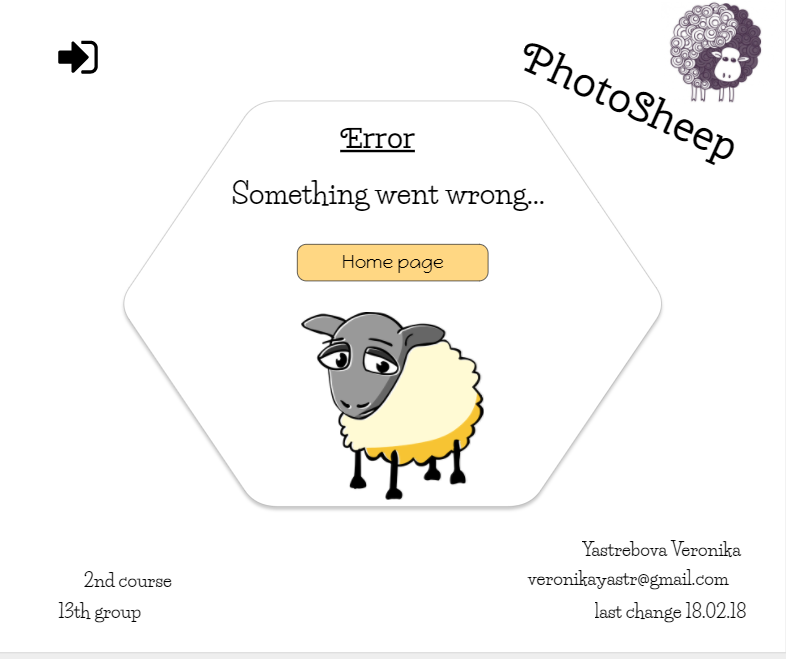 PhotoSheep
Error
Something went wrong...
Home page
Yastrebova Veronika
2nd course
veronikayastr@gmail.com
13th group
last change 18.02.18